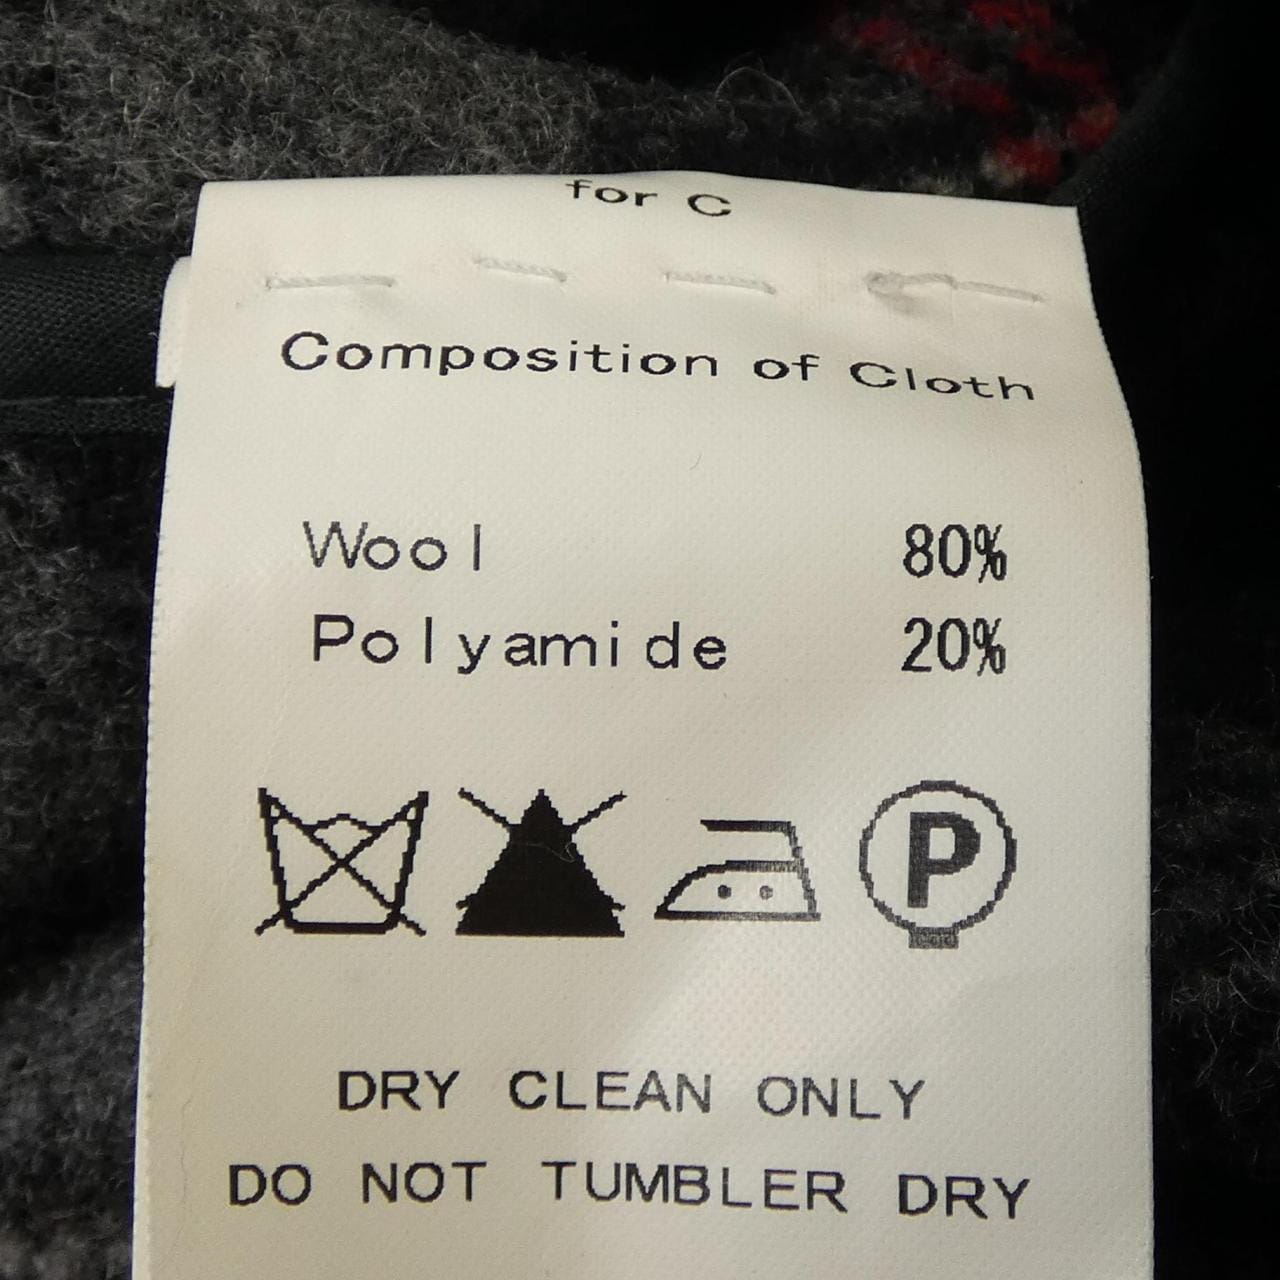 for C
Composition of Cloth
Wool 80%
Polyamide 20%
P
DRY CLEAN ONLY
DO NOT TUMBLER DRY